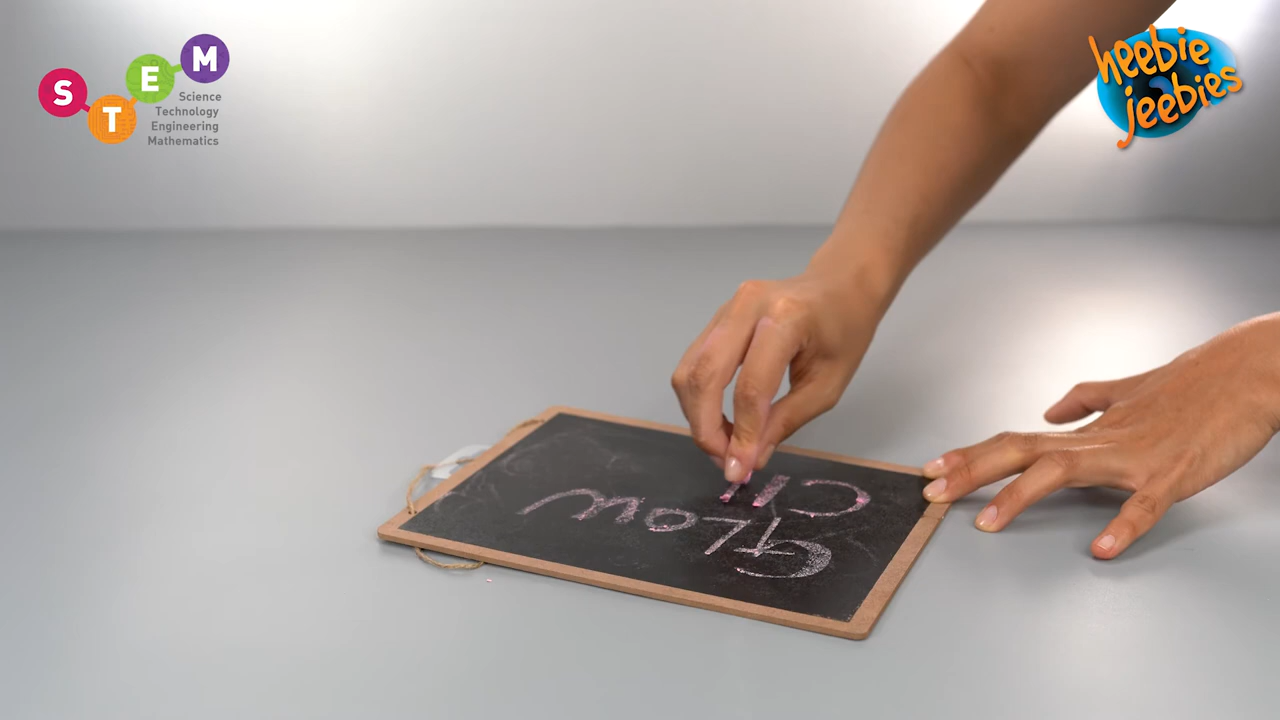 S T E M
Science
Technology
Engineering
Mathematics
heebie
jeebies
GLOW